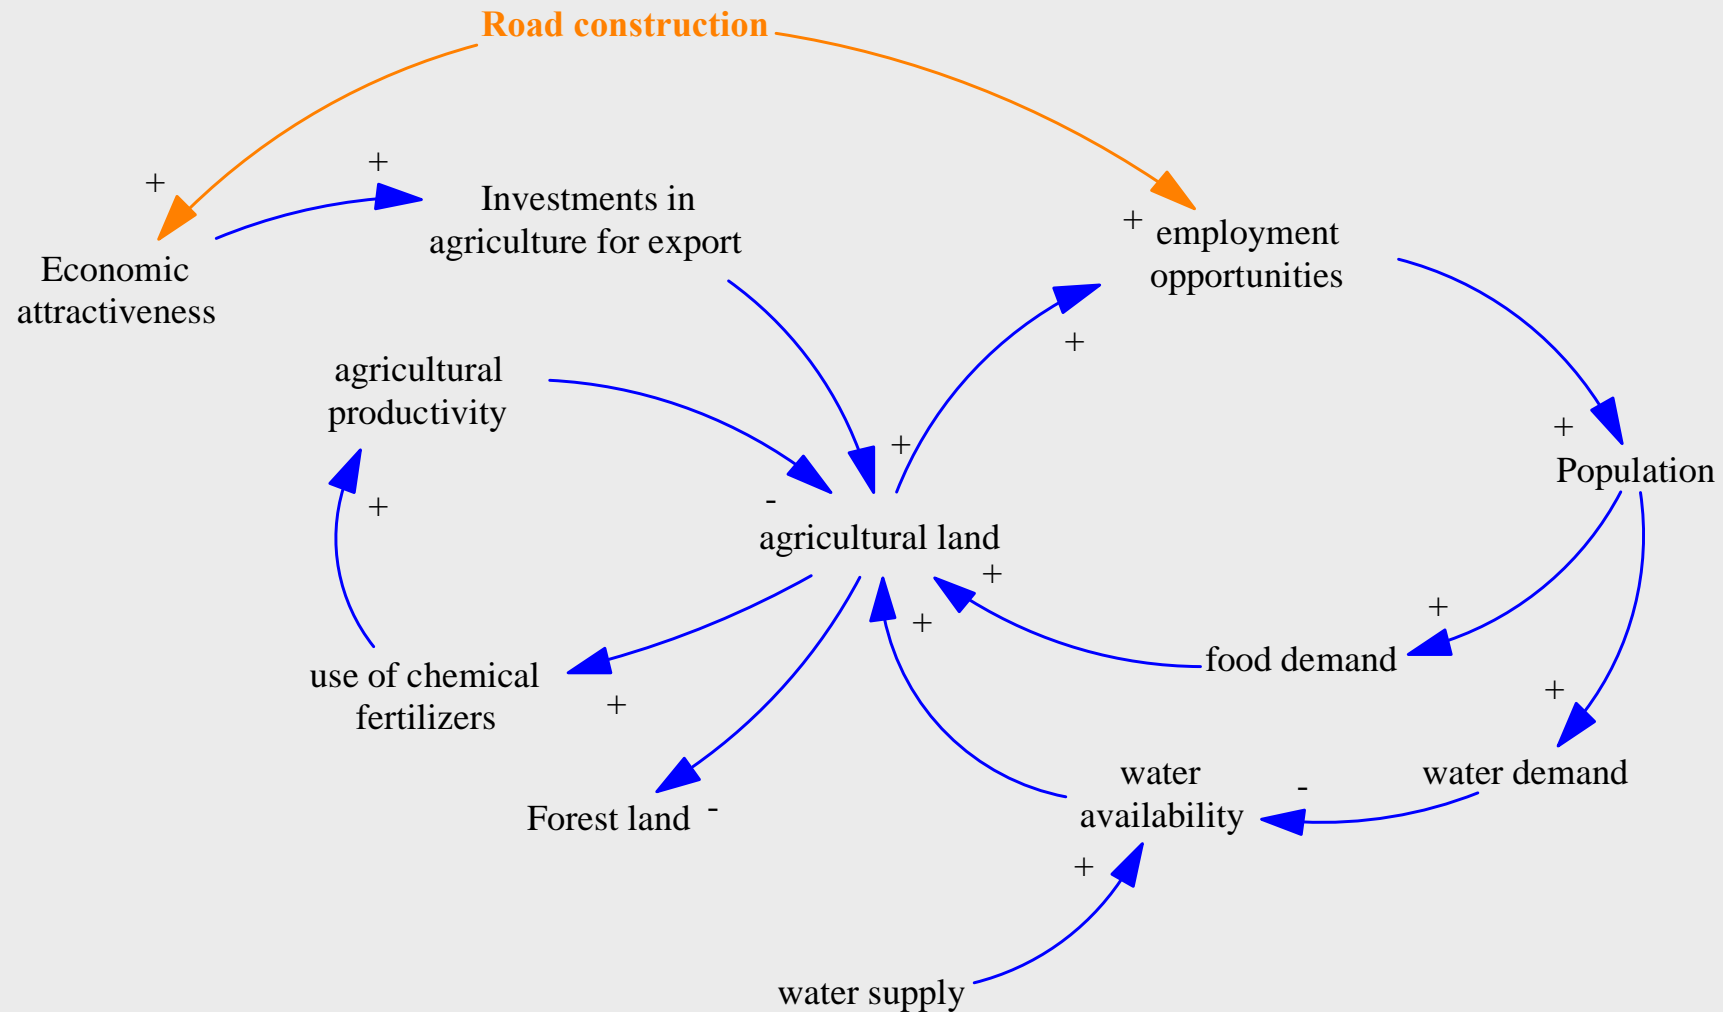 Road construction
+
+
Investments in
agriculture for export
+
employment
opportunities
Economic
attractiveness
+
agricultural
productivity
+
+
Population
-
+
agricultural land
+
+
+
+
food demand
use of chemical
fertilizers
+
+
water demand
water
availability
-
Forest land -
+
water supply